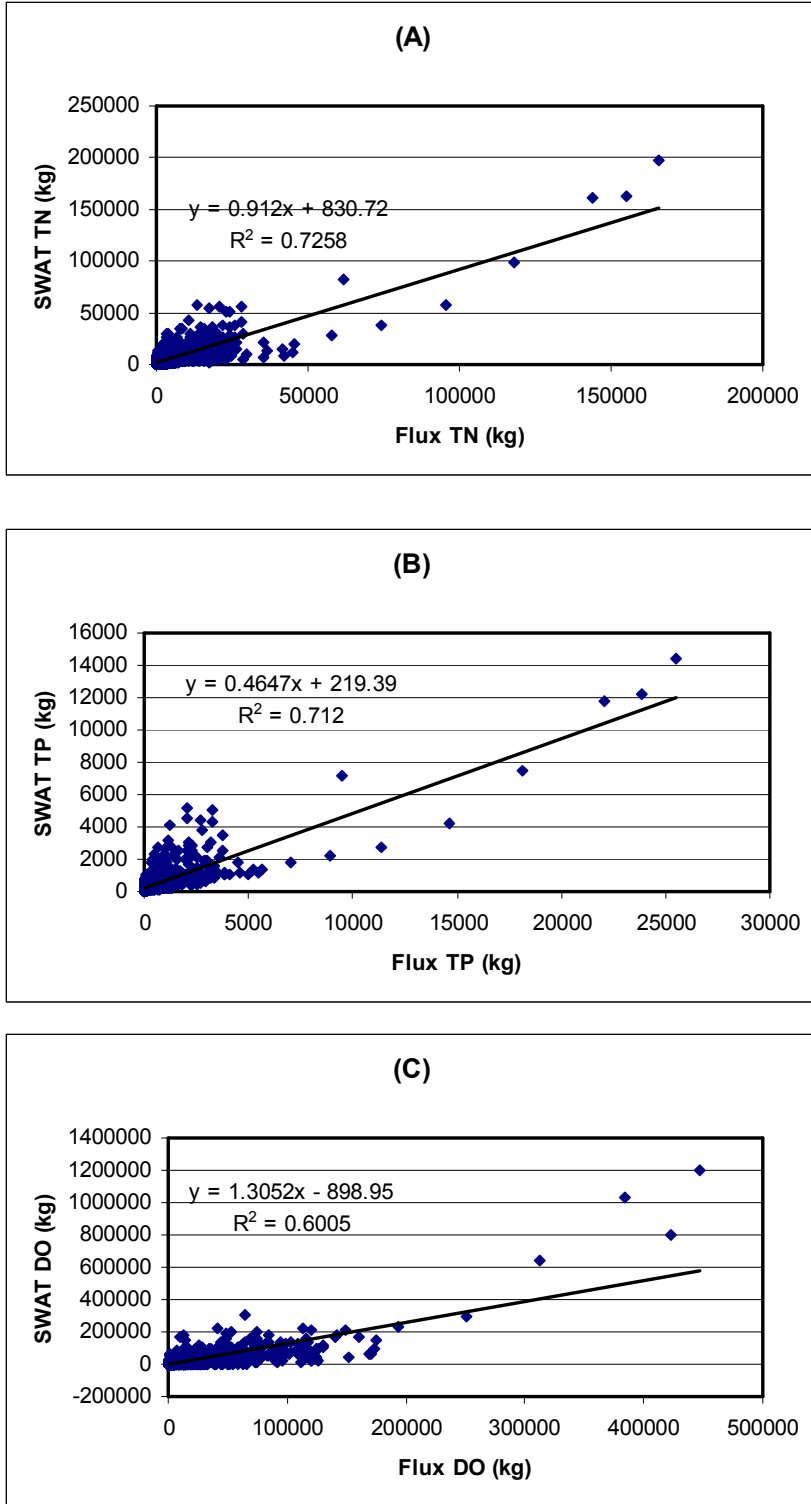 (A)
250000
200000
150000
100000
50000
0
SWAT TN (kg)
y = 0.912x + 830.72
R² = 0.7258
0 50000 100000 150000 200000
Flux TN (kg)
(B)
16000
14000
12000
10000
8000
6000
4000
2000
0
SWAT TP (kg)
y = 0.4647x + 219.39
R² = 0.712
0 5000 10000 15000 20000 25000 30000
Flux TP (kg)
(C)
1400000
1200000
1000000
800000
600000
400000
200000
0
-200000
SWAT DO (kg)
y = 1.3052x - 898.95
R² = 0.6005
0 100000 200000 300000 400000 500000
Flux DO (kg)